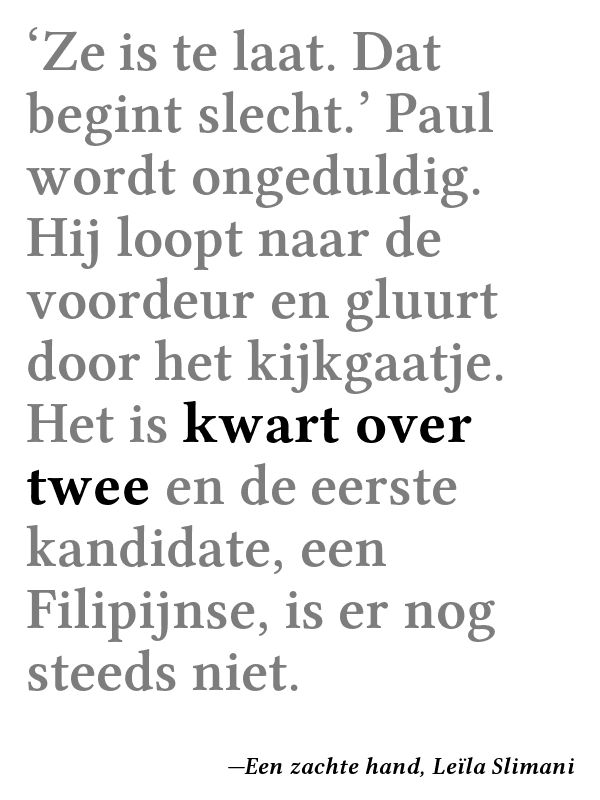 ‘Ze is te laat. Dat
begint slecht.’ Paul
wordt ongeduldig.
Hij loopt naar de
voordeur en gluurt
door het kijkgaatje.
Het is kwart over
twee en de eerste
kandidate, een
Filipijnse, is er nog
steeds niet.
—Een zachte hand, Leïla Slimani